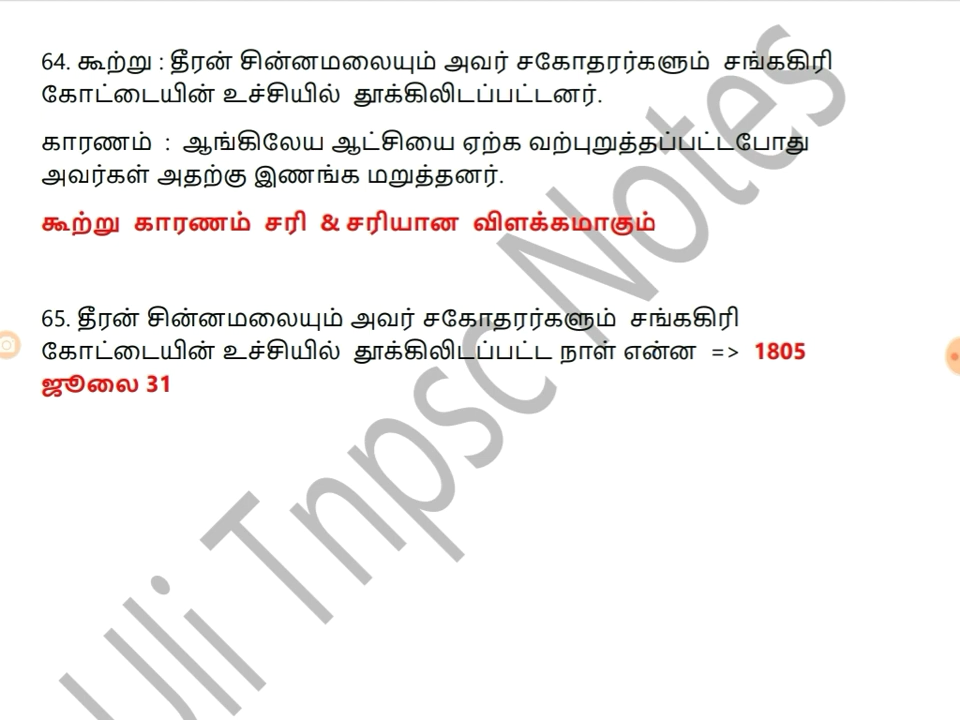 64. கூற்று : தீரன் சின்னமலையும் அவர் சகோதரர்களும் சங்ககிரி
கோட்டையின் உச்சியில் தூக்கிலிடப்பட்டனர்.
காரணம் : ஆங்கிலேய ஆட்சியை ஏற்க வற்புறுத்தப்பட்டபோது
அவர்கள் அதற்கு இணங்க மறுத்தனர்.
கூற்று காரணம் சரி & சரியான விளக்கமாகும்
65. தீரன் சின்னமலையும் அவர் சகோதரர்களும் சங்ககிரி
கோட்டையின் உச்சியில் தூக்கிலிடப்பட்ட நாள் என்ன => 1805
ஜூலை 31
Uli Tnpsc Notes